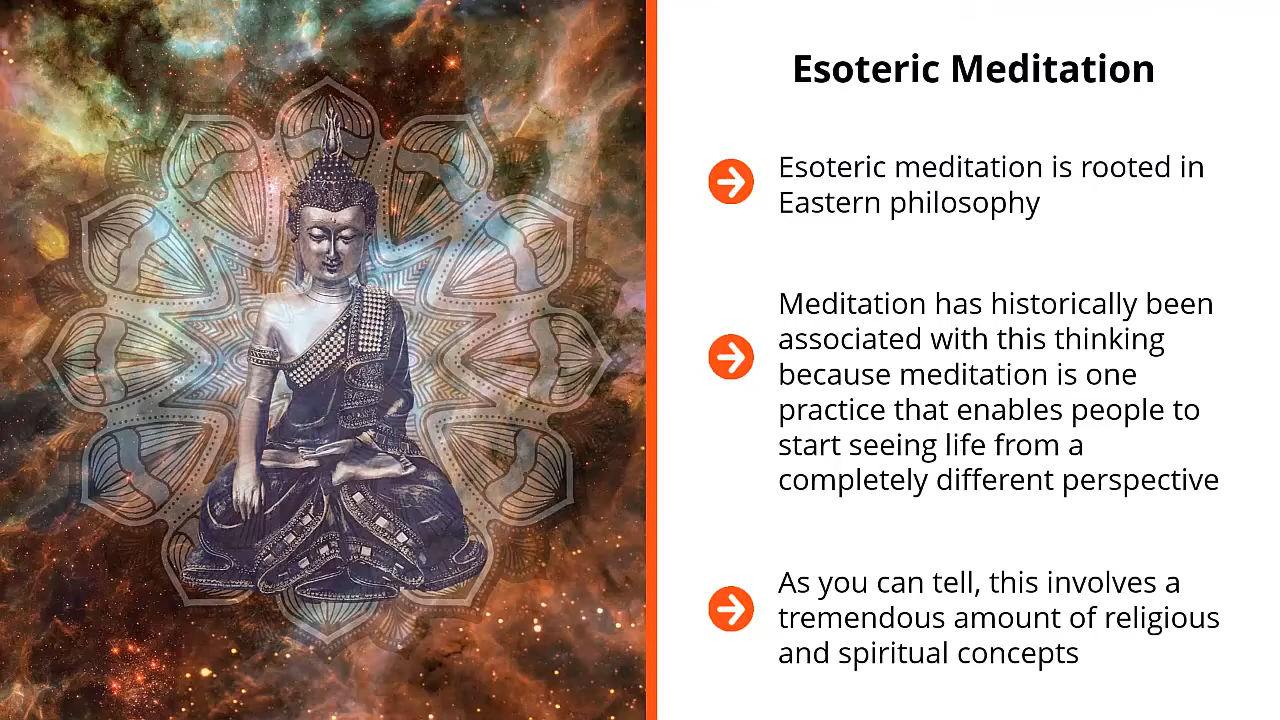 Esoteric Meditation
Esoteric meditation is rooted in
Eastern philosophy
Meditation has historically been
associated with this thinking
because meditation is one
practice that enables people to
start seeing life from a
completely different perspective
As you can tell, this involves a
tremendous amount of religious
and spiritual concepts